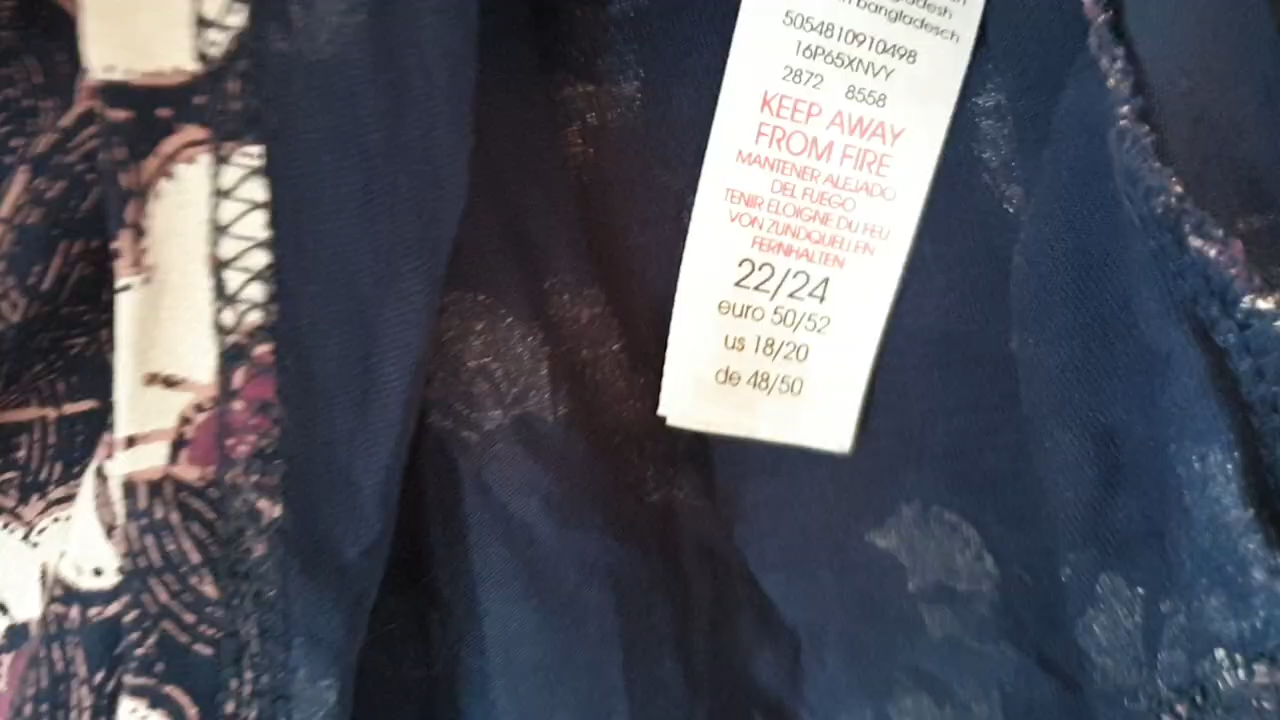 bangladesch
5054810910498
16P65XNVY
2872 8558
KEEP AWAY
FROM FIRE
MANTENER ALEJADO
DEL FUEGO
TENIR ELOIGNE DU FEU
VON ZUNDQUELLEN
FERNHALTEN
22/24
euro 50/52
us 18/20
de 48/50